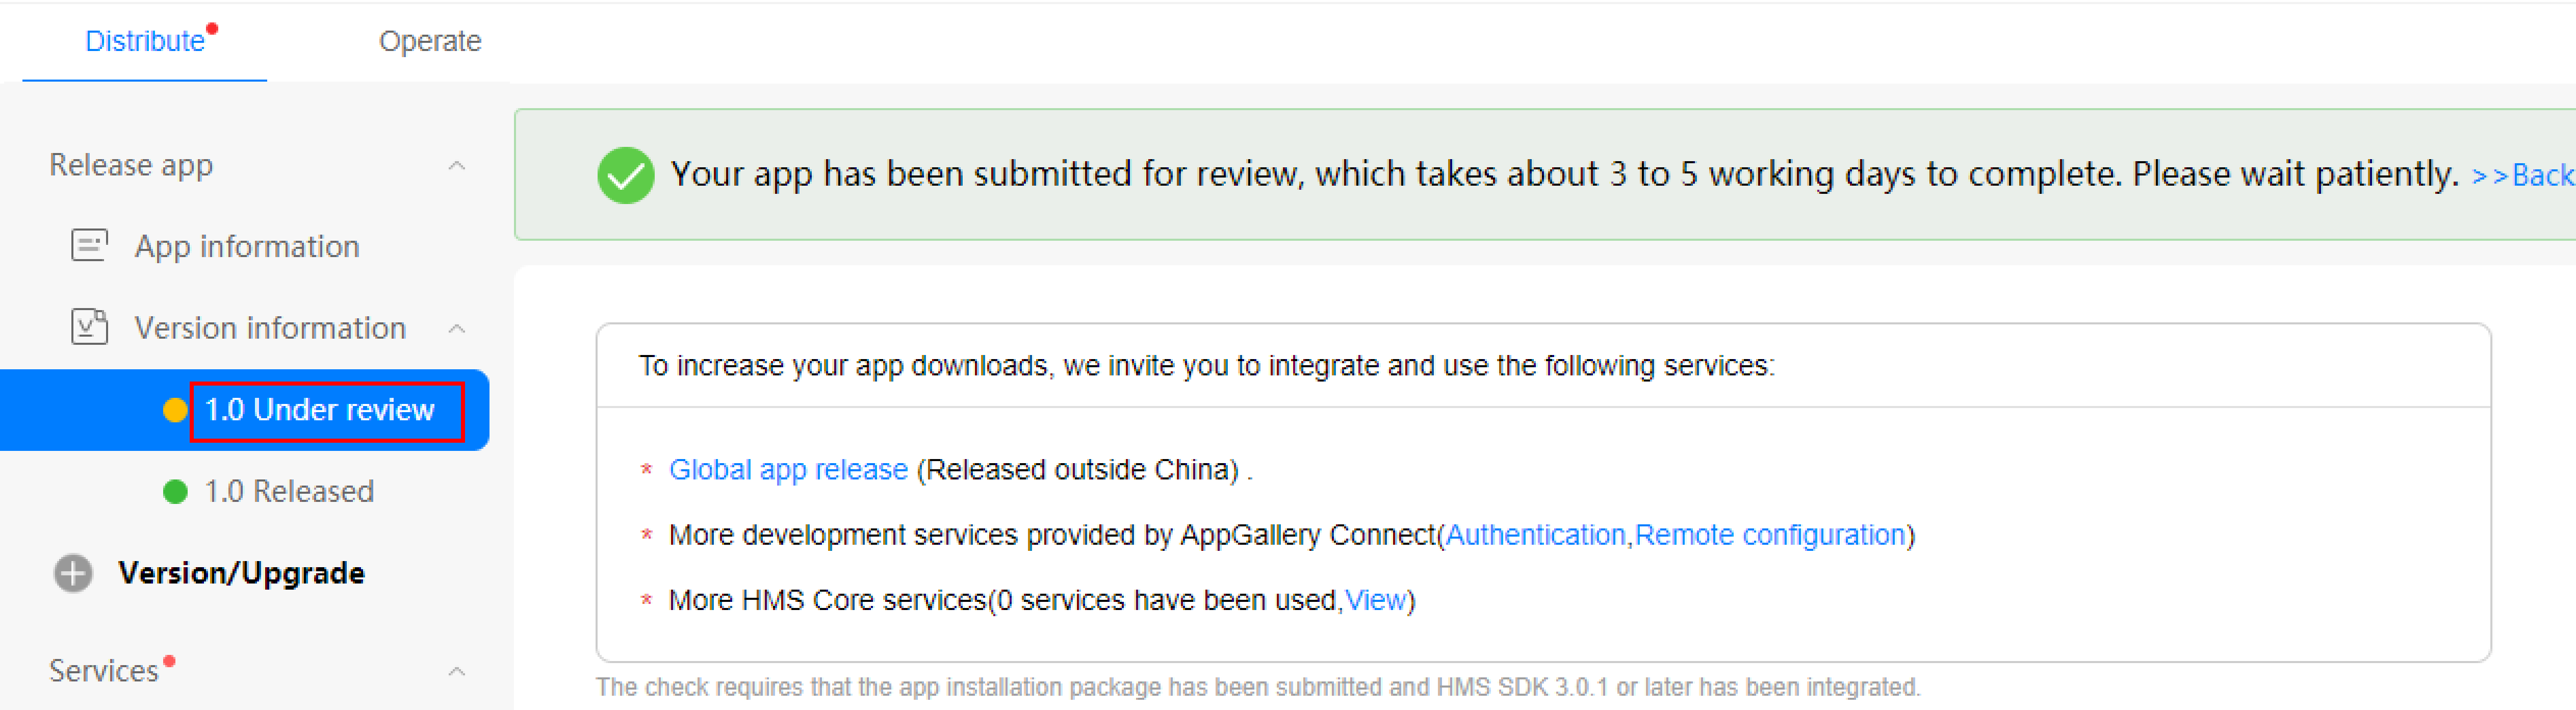 Distribute
Operate
Release app
App information
Version information
1.0 Under review
1.0 Released
Version/Upgrade
Services
Your app has been submitted for review, which takes about 3 to 5 working days to complete. Please wait patiently. >>Back
To increase your app downloads, we invite you to integrate and use the following services:
* Global app release (Released outside China) .
* More development services provided by AppGallery Connect(Authentication,Remote configuration)
* More HMS Core services(0 services have been used,View)
The check requires that the app installation package has been submitted and HMS SDK 3.0.1 or later has been integrated.